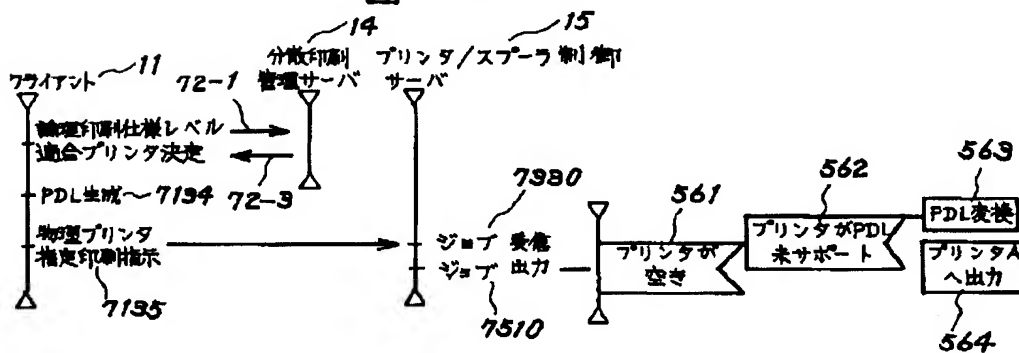 14
15
11
分散印刷
管理サーバ
プリンタ/スプーラ制御
サーバ
クライアント
72-1
論理印刷仕様レベル
適合プリンタ決定
72-3
PDL生成~7134
物理プリンタ
指定印刷指示
7135
7330
ジョブ 受信
ジョブ 出力
7510
561
プリンタが
空き
562
プリンタがPDL
未サポート
563
PDL変換
プリンタA
へ出力
564